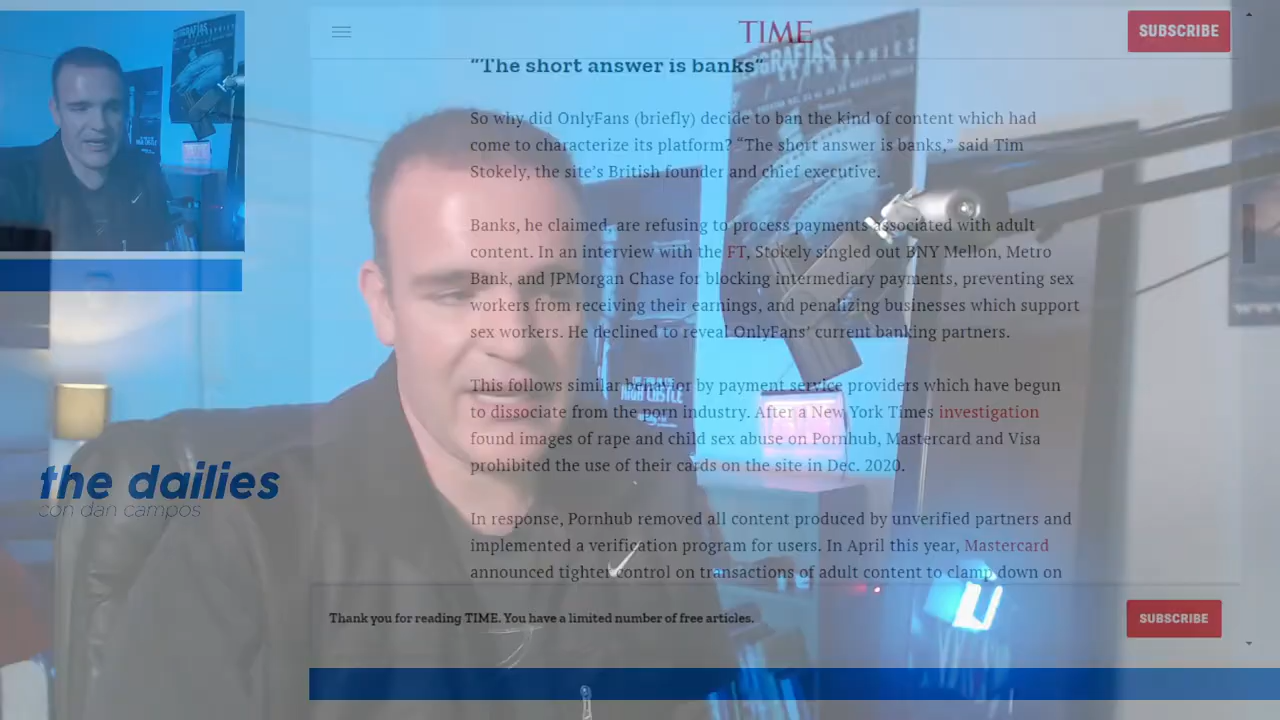 TIME
SUBSCRIBE
“The short answer is banks”
So why did OnlyFans (briefly) decide to ban the kind of content which had
come to characterize its platform? “The short answer is banks,” said Tim
Stokely, the site’s British founder and chief executive.
Banks, he claimed, are refusing to process payments associated with adult
content. In an interview with the FT, Stokely singled out BNY Mellon, Metro
Bank, and JPMorgan Chase for blocking intermediary payments, preventing sex
workers from receiving their earnings, and penalizing businesses which support
sex workers. He declined to reveal OnlyFans’ current banking partners.
This follows similar behavior by payment service providers which have begun
to dissociate from the porn industry. After a New York Times investigation
found images of rape and child sex abuse on Pornhub, Mastercard and Visa
prohibited the use of their cards on the site in Dec. 2020.
In response, Pornhub removed all content produced by unverified partners and
implemented a verification program for users. In April this year, Mastercard
announced tighter control on transactions of adult content to clamp down on
Thank you for reading TIME. You have a limited number of free articles.
SUBSCRIBE
the dailies
con dan campos
HIGH CASTLE